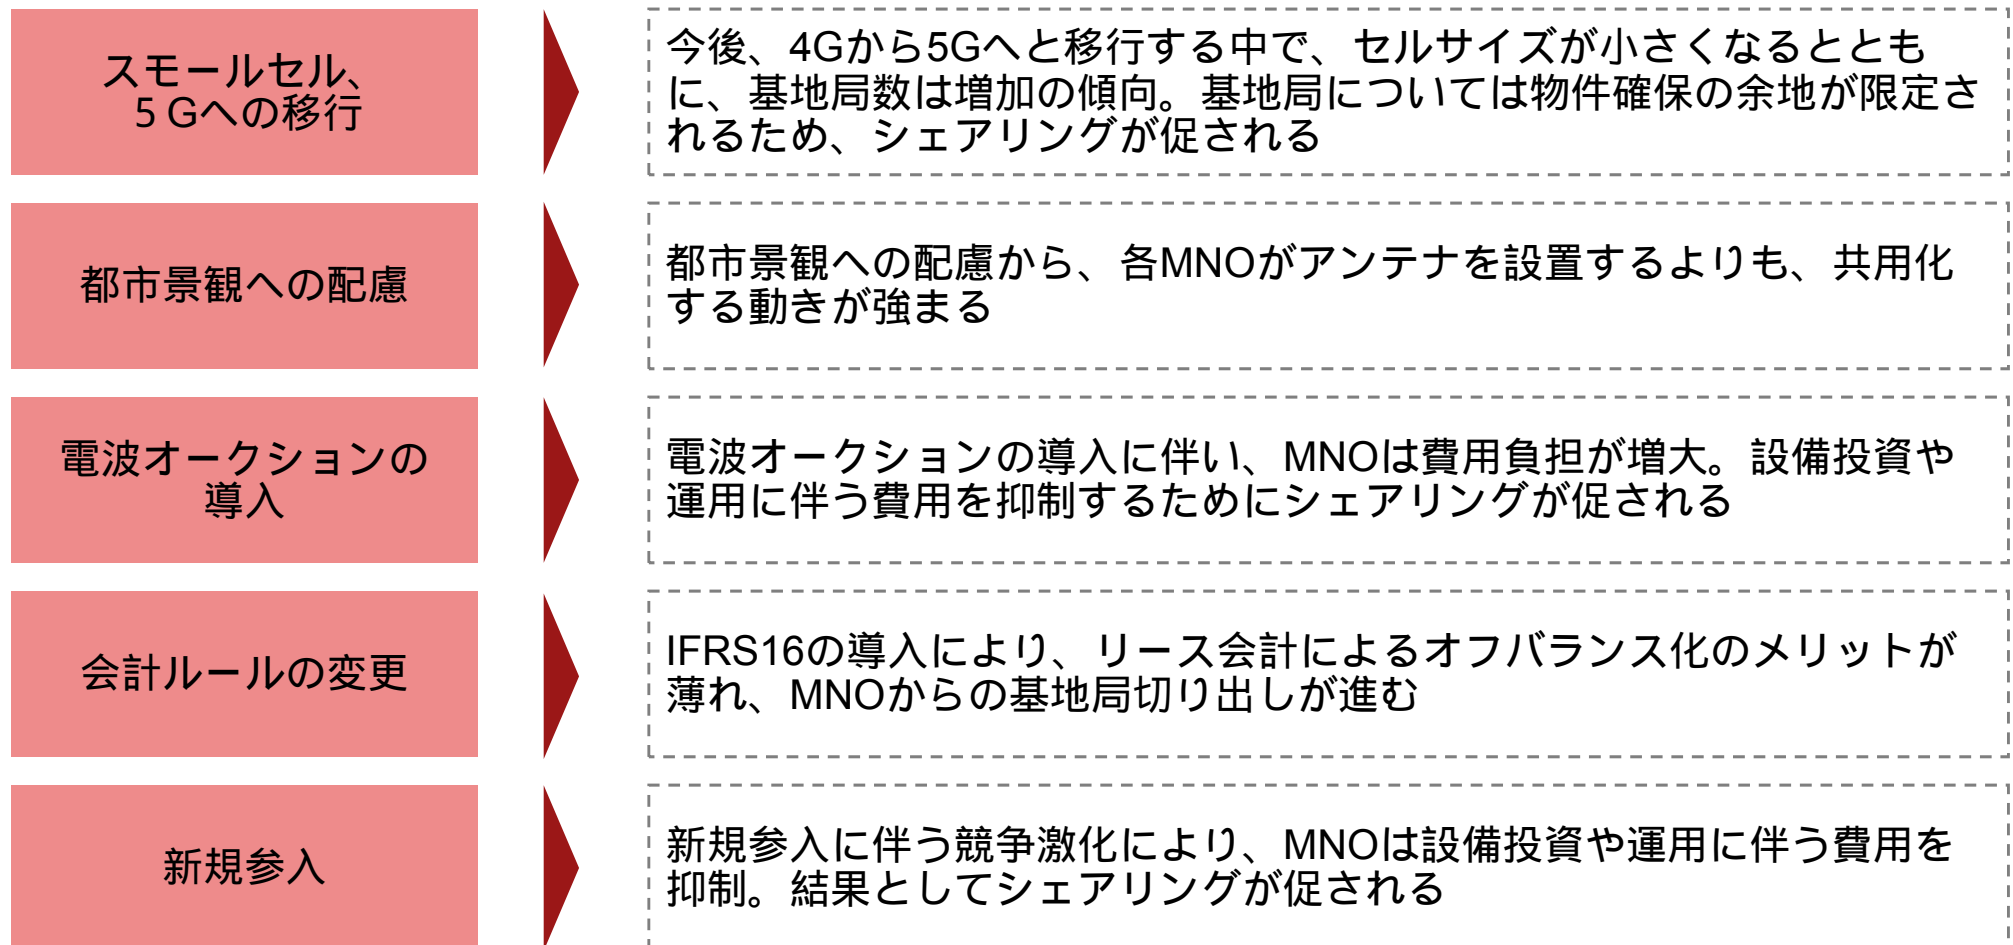 スモールセル、
５Gへの移行
今後、4Gから5Gへと移行する中で、セルサイズが小さくなるととも
に、基地局数は増加の傾向。基地局については物件確保の余地が限定さ
れるため、シェアリングが促される
都市景観への配慮
都市景観への配慮から、各MNOがアンテナを設置するよりも、共用化
する動きが強まる
電波オークションの
導入
電波オークションの導入に伴い、MNOは費用負担が増大。設備投資や
運用に伴う費用を抑制するためにシェアリングが促される
会計ルールの変更
IFRS16の導入により、リース会計によるオフバランス化のメリットが
薄れ、MNOからの基地局切り出しが進む
新規参入
新規参入に伴う競争激化により、MNOは設備投資や運用に伴う費用を
抑制。結果としてシェアリングが促される